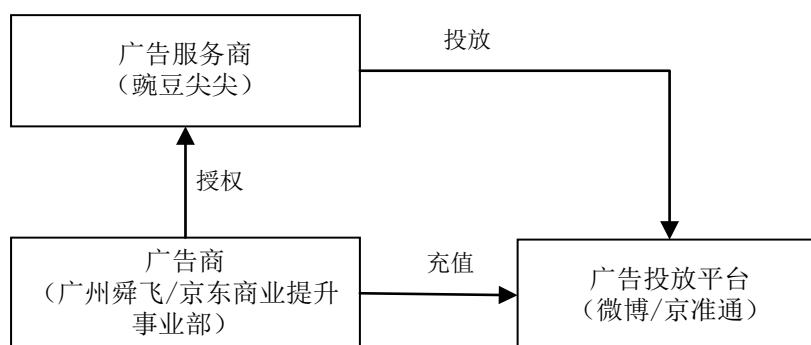 广告服务商
（豌豆尖尖）
投放
授权
广告商
（广州舜飞/京东商业提升
事业部）
充值
广告投放平台
（微博/京准通）